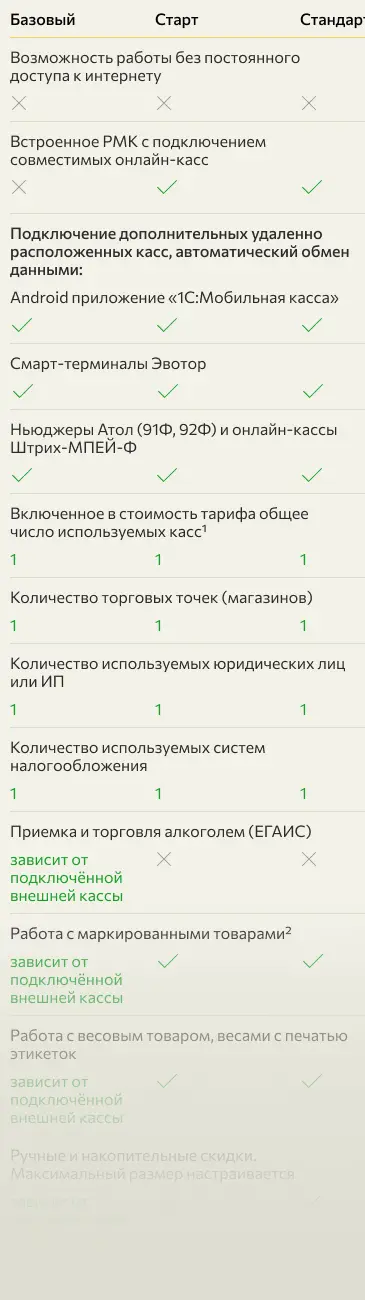 Базовый Старт Стандарт
Возможность работы без постоянного
доступа к интернету
Встроенное РМК с подключением
совместимых онлайн-касс
Подключение дополнительных удаленно
расположенных касс, автоматический обмен
данными:
Android приложение «1С:Мобильная касса»
Смарт-терминалы Эвотор
Ньюджеры Атол (91Ф, 92Ф) и онлайн-кассы
Штрих-МПЕЙ-Ф
Включенное в стоимость тарифа общее
число используемых касс¹
1 1 1
Количество торговых точек (магазинов)
1 1 1
Количество используемых юридических лиц
или ИП
1 1 1
Количество используемых систем
налогообложения
1 1 1
Приемка и торговля алкоголем (ЕГАИС)
зависит от
подключённой
внешней кассы
Работа с маркированными товарами²
зависит от
подключённой
внешней кассы
Работа с весовым товаром, весами с печатью
этикеток
зависит от
подключённой
внешней кассы
Ручные и накопительные скидки.
Максимальный размер настраивается